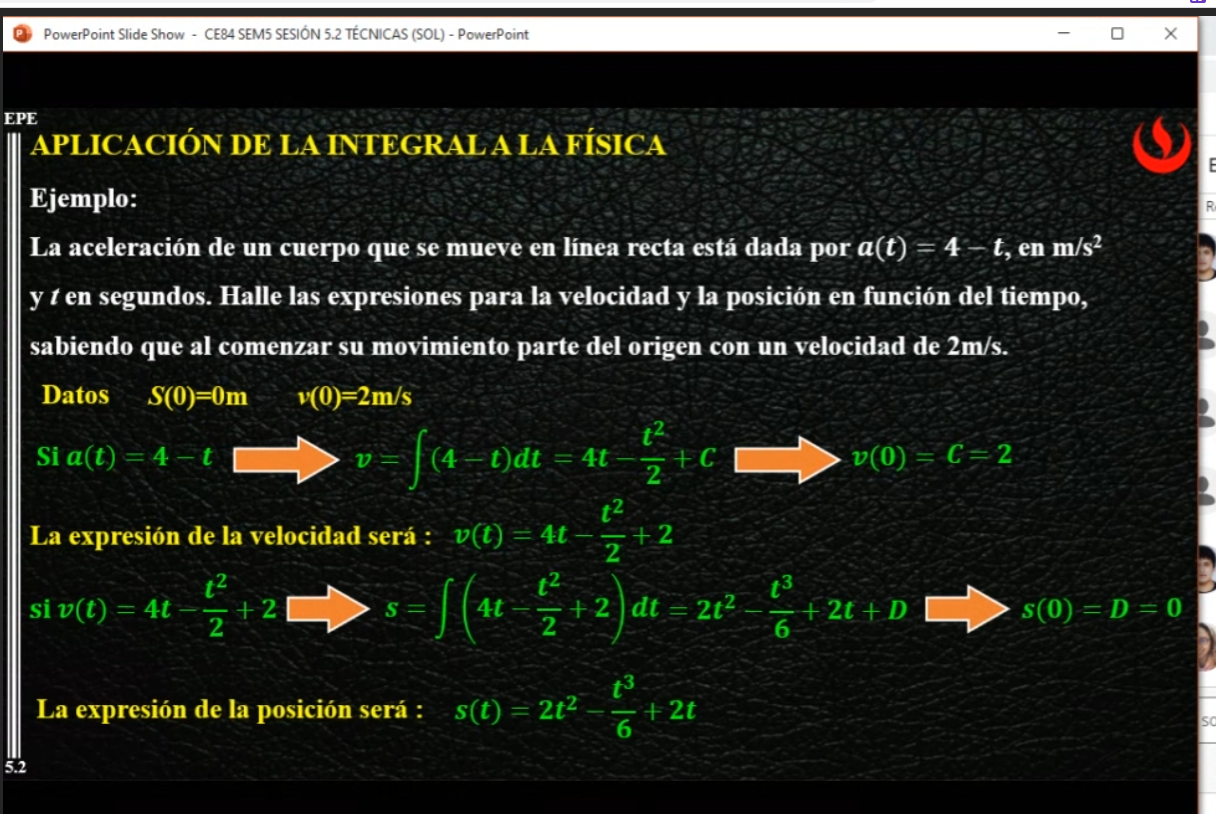 PowerPoint Slide Show - CE84 SEM5 SESIÓN 5.2 TÉCNICAS (SOL) - PowerPoint
EPE
APLICACIÓN DE LA INTEGRAL A LA FÍSICA
Ejemplo:
La aceleración de un cuerpo que se mueve en línea recta está dada por a(t) = 4 − t, en m/s²
y t en segundos. Halle las expresiones para la velocidad y la posición en función del tiempo,
sabiendo que al comenzar su movimiento parte del origen con un velocidad de 2m/s.
Datos S(0)=0m v(0)=2m/s
Si a(t) = 4 − t v = ∫(4 − t)dt = 4t − t²/2 + C v(0) = C = 2
La expresión de la velocidad será : v(t) = 4t − t²/2 + 2
si v(t) = 4t − t²/2 + 2 s = ∫(4t − t²/2 + 2)dt = 2t² − t³/6 + 2t + D s(0) = D = 0
La expresión de la posición será : s(t) = 2t² − t³/6 + 2t
5.2